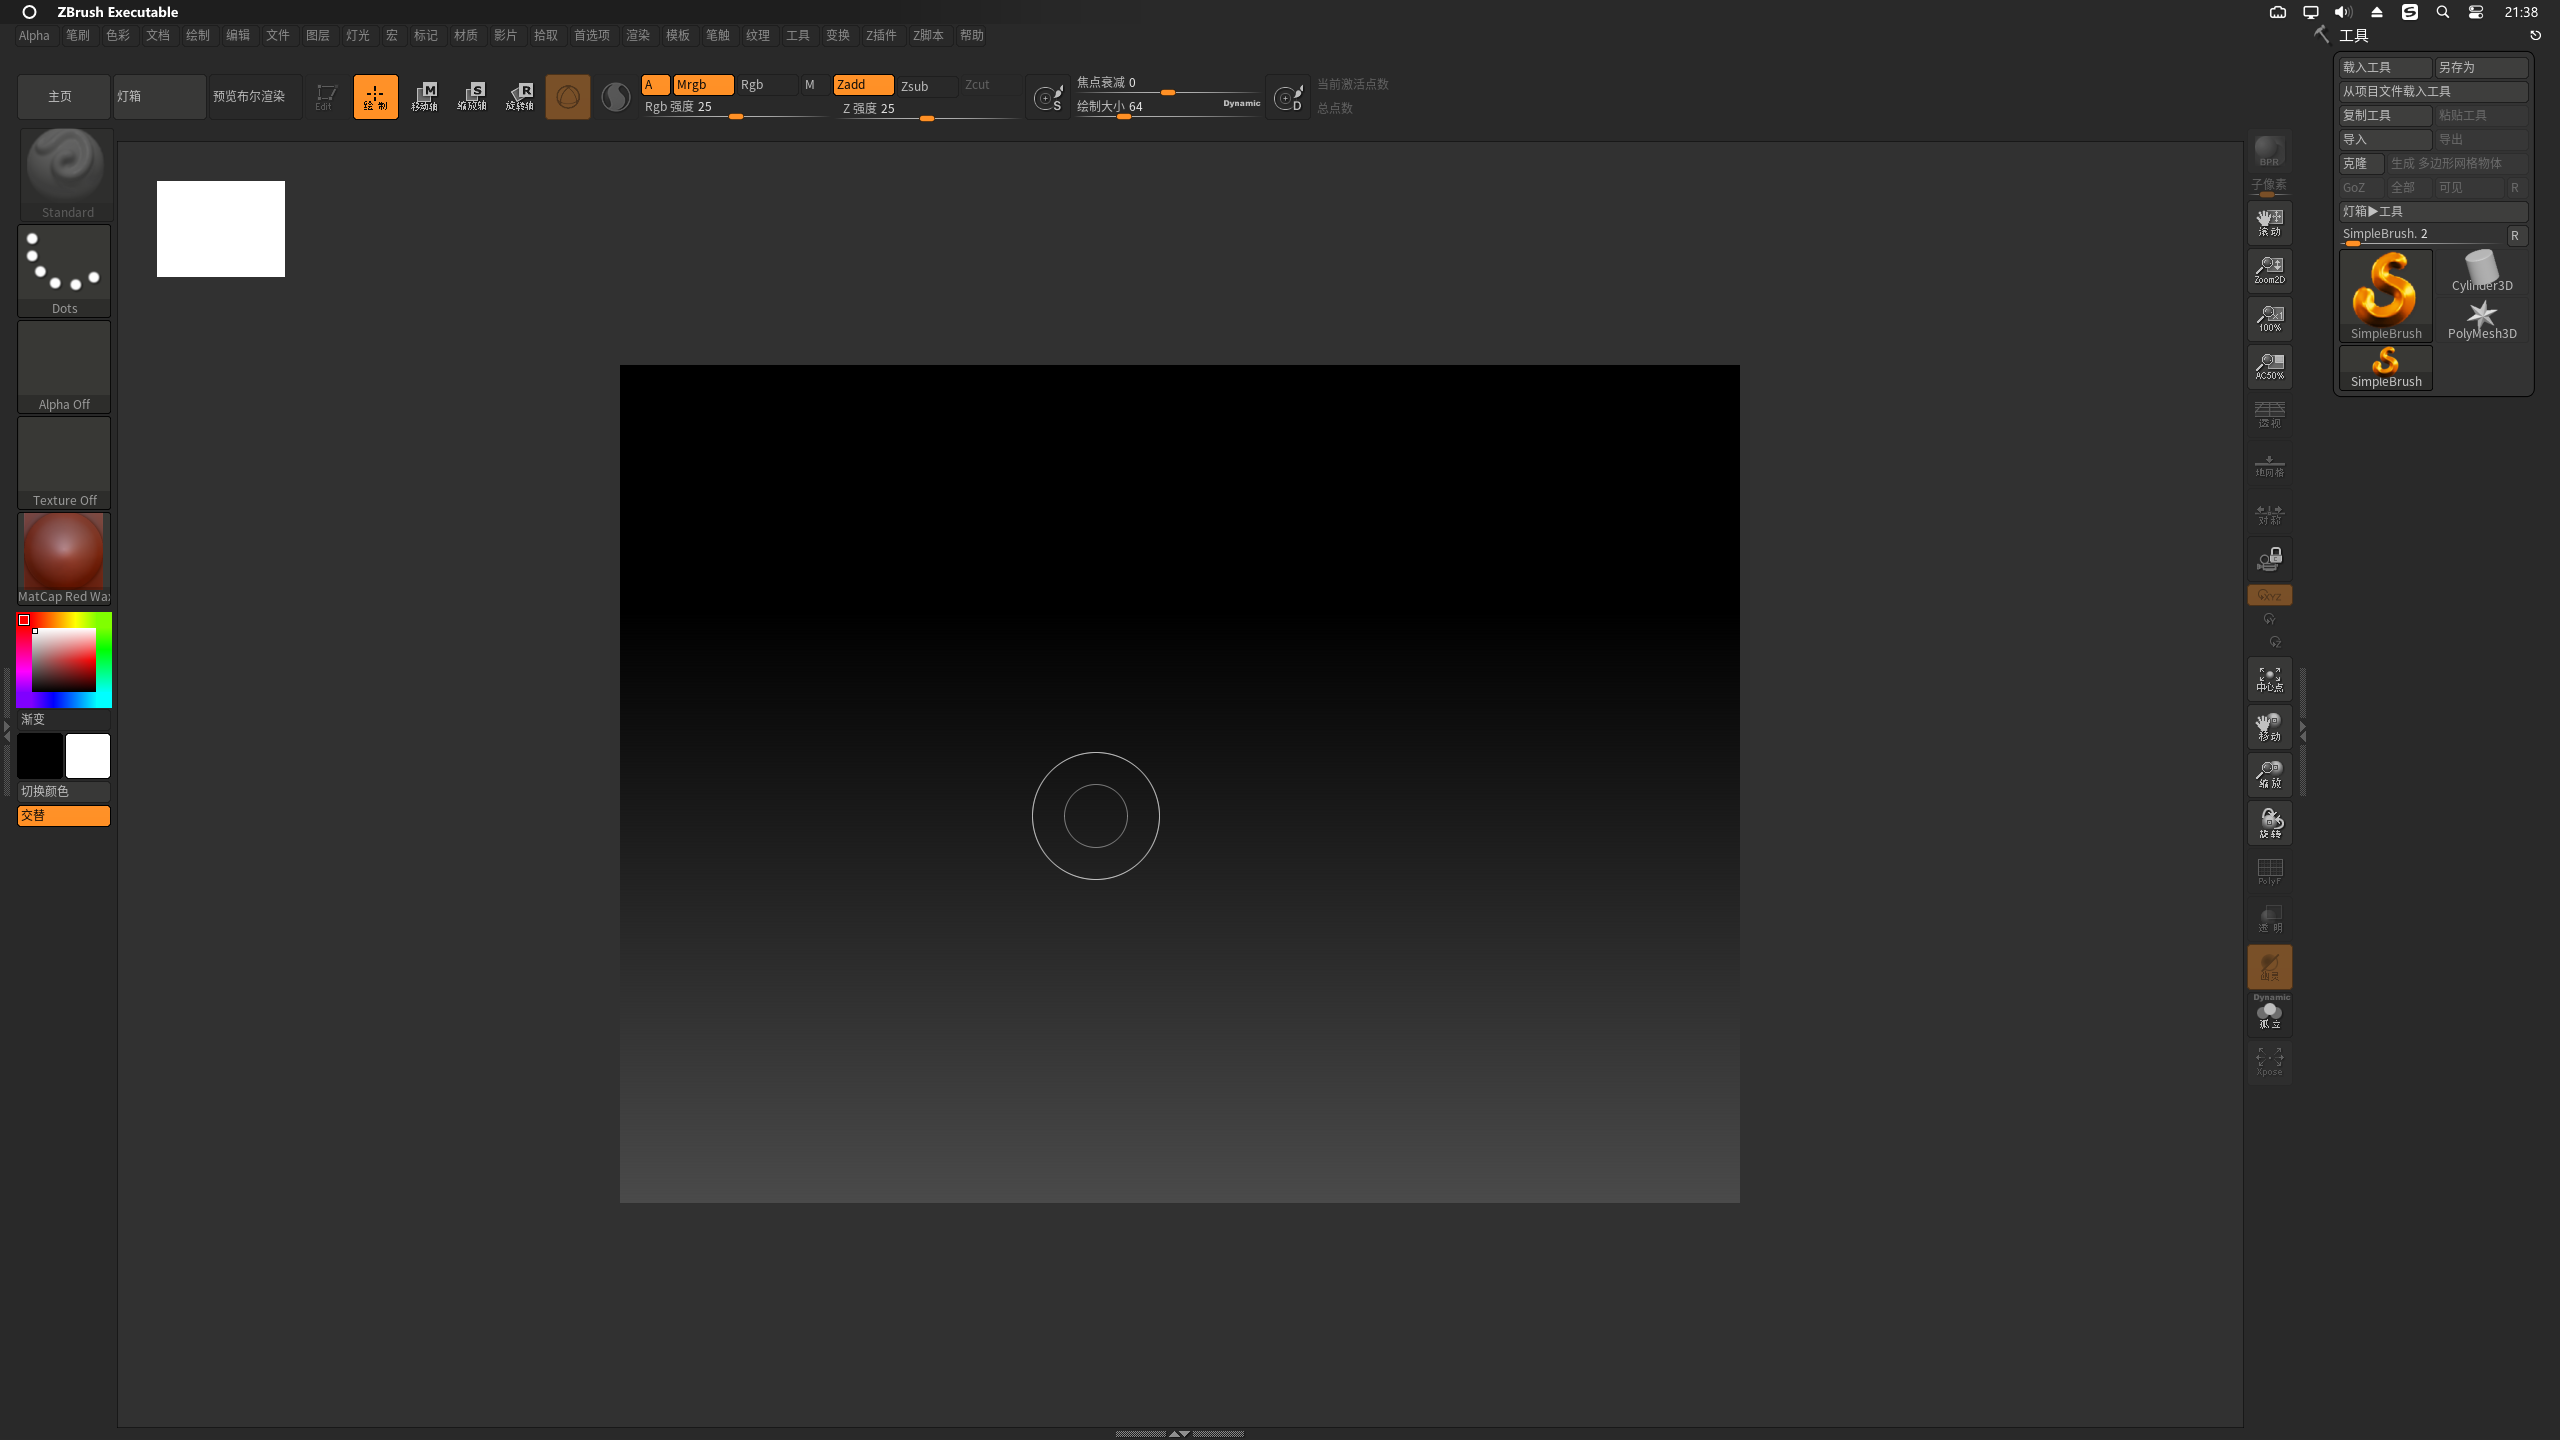 ZBrush Executable
21:38
Alpha 笔刷 色彩 文档 绘制 编辑 文件 图层 灯光 宏 标记 材质 影片 拾取 首选项 渲染 模板 笔触 纹理 工具 变换 Z插件 Z脚本 帮助
工具
主页 灯箱 预览布尔渲染 Edit 绘制 移动轴 缩放轴 旋转轴
A Mrgb Rgb M Zadd Zsub Zcut
Rgb 强度 25 Z 强度 25
S
焦点衰减 0
绘制大小 64 Dynamic
D
当前激活点数
总点数
Standard
Dots
Alpha Off
Texture Off
MatCap Red Wa
渐变
切换颜色
交替
BPR
子像素
滚动
Zoom2D
100%
AC50%
透视
地网格
对称
XYZ
Y
Z
中心点
移动
缩放
旋转
PolyF
透明
幽灵
Dynamic
孤立
Xpose
载入工具 另存为
从项目文件载入工具
复制工具 粘贴工具
导入 导出
克隆 生成 多边形网格物体
GoZ 全部 可见 R
灯箱▶工具
SimpleBrush. 2 R
Cylinder3D
SimpleBrush PolyMesh3D
SimpleBrush